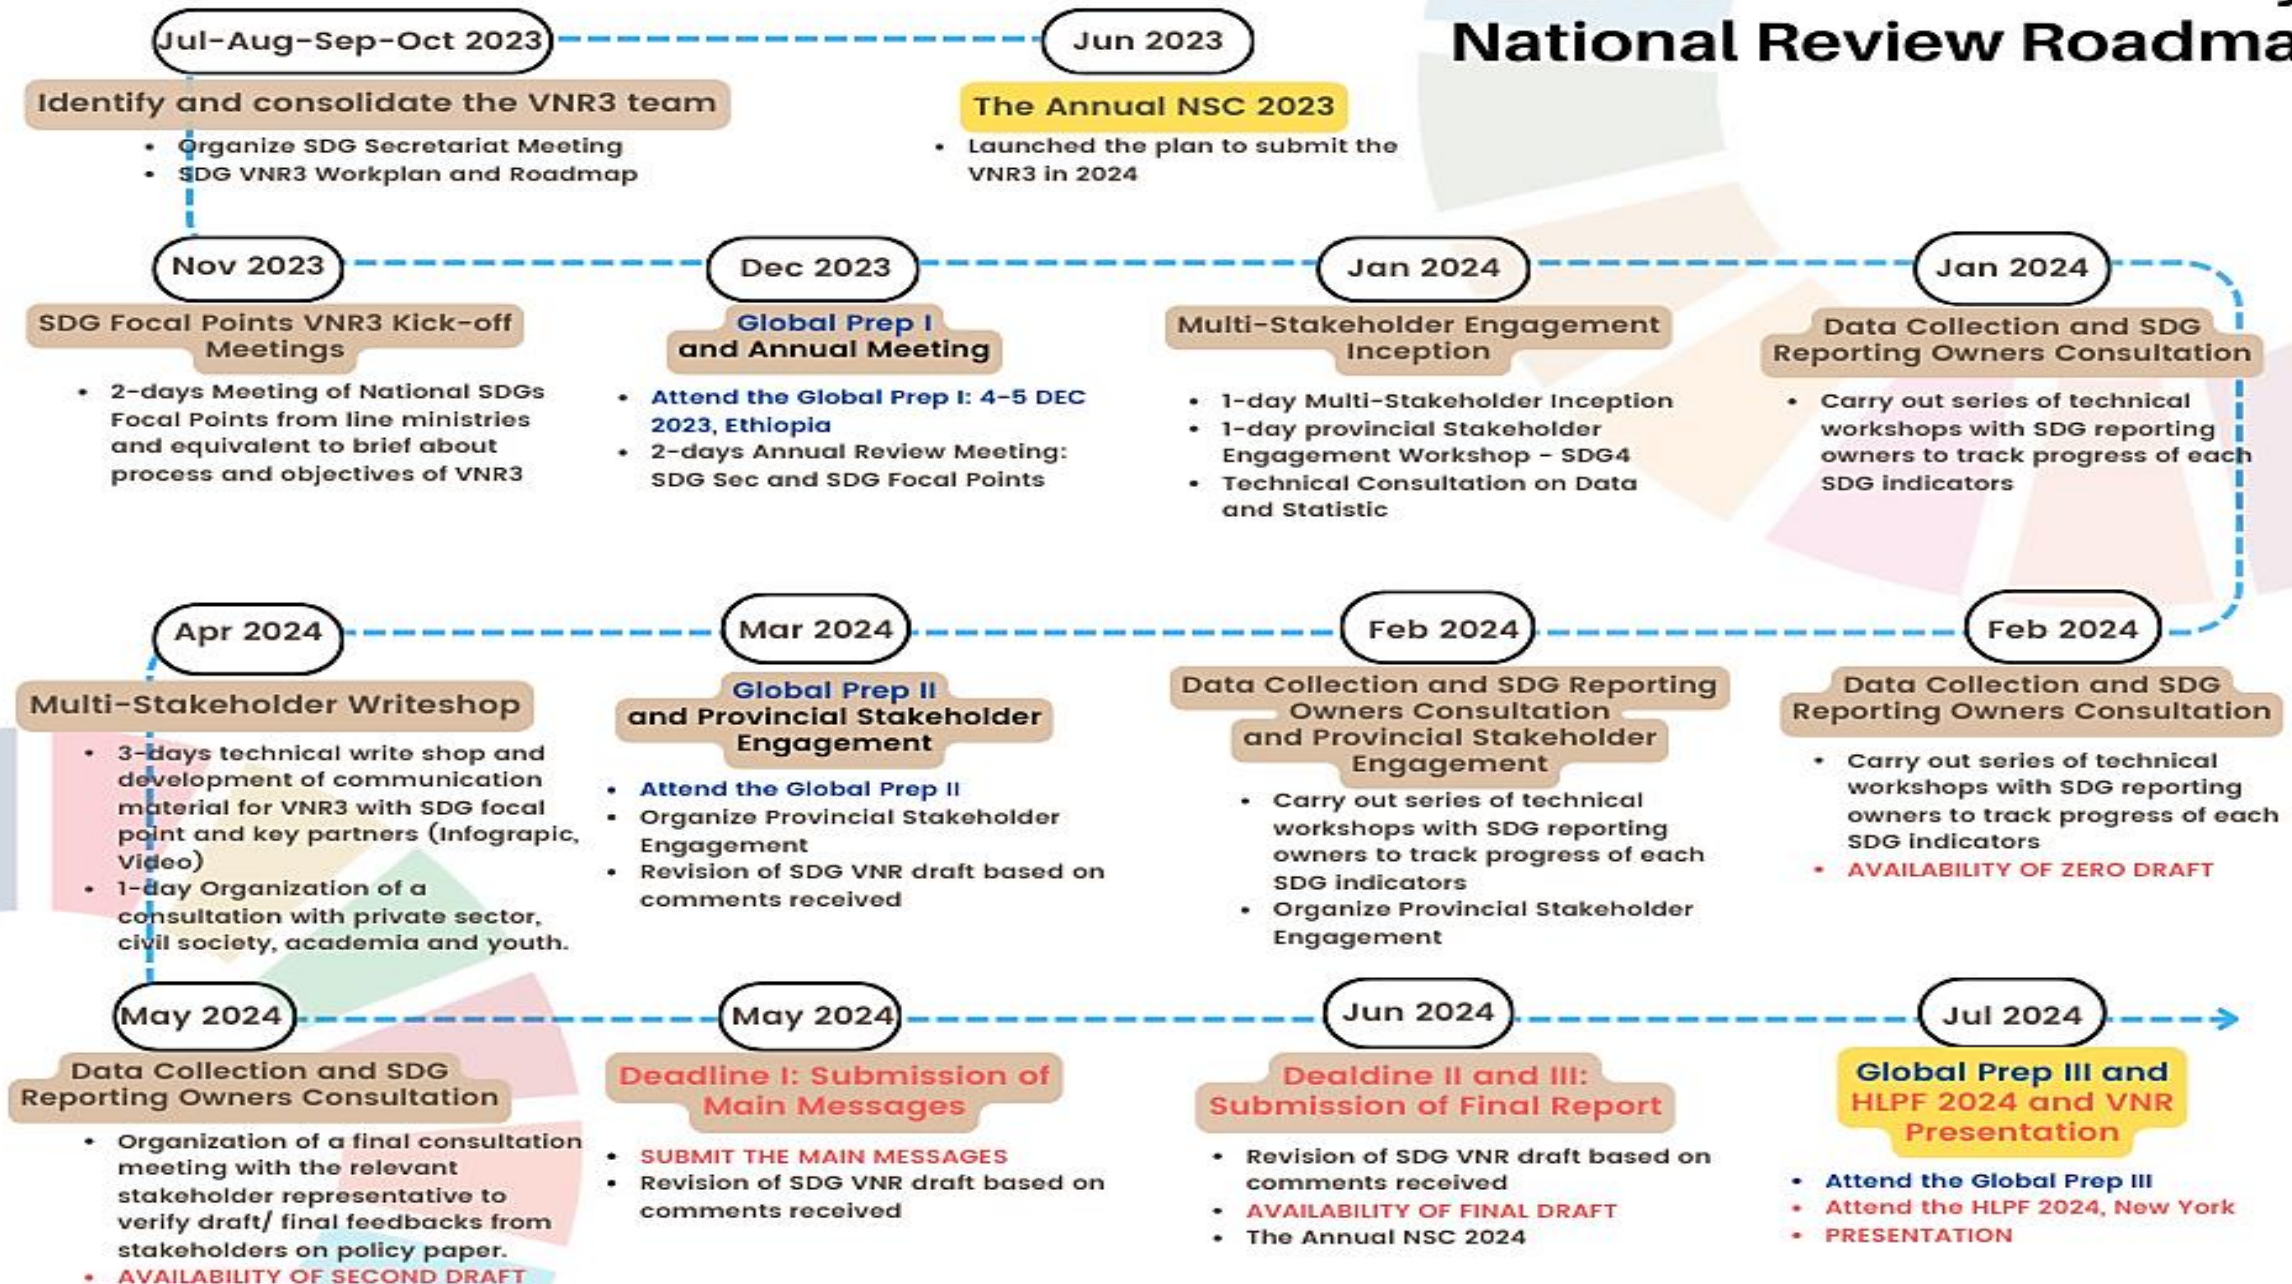 National Review Roadma
Jun 2023
The Annual NSC 2023
• Launched the plan to submit the
VNR3 in 2024
Jul-Aug-Sep-Oct 2023
Identify and consolidate the VNR3 team
• Organize SDG Secretariat Meeting
• SDG VNR3 Workplan and Roadmap
Nov 2023
SDG Focal Points VNR3 Kick-off
Meetings
• 2-days Meeting of National SDGs
Focal Points from line ministries
and equivalent to brief about
process and objectives of VNR3
Dec 2023
Global Prep I
and Annual Meeting
• Attend the Global Prep I: 4-5 DEC
2023, Ethiopia
• 2-days Annual Review Meeting:
SDG Sec and SDG Focal Points
Jan 2024
Multi-Stakeholder Engagement
Inception
• 1-day Multi-Stakeholder Inception
• 1-day provincial Stakeholder
Engagement Workshop - SDG4
• Technical Consultation on Data
and Statistic
Jan 2024
Data Collection and SDG
Reporting Owners Consultation
• Carry out series of technical
workshops with SDG reporting
owners to track progress of each
SDG indicators
Feb 2024
Data Collection and SDG
Reporting Owners Consultation
• Carry out series of technical
workshops with SDG reporting
owners to track progress of each
SDG indicators
• AVAILABILITY OF ZERO DRAFT
Feb 2024
Data Collection and SDG Reporting
Owners Consultation
and Provincial Stakeholder
Engagement
• Carry out series of technical
workshops with SDG reporting
owners to track progress of each
SDG indicators
• Organize Provincial Stakeholder
Engagement
Mar 2024
Global Prep II
and Provincial Stakeholder
Engagement
• Attend the Global Prep II
• Organize Provincial Stakeholder
Engagement
• Revision of SDG VNR draft based on
comments received
Apr 2024
Multi-Stakeholder Writeshop
• 3-days technical write shop and
development of communication
material for VNR3 with SDG focal
point and key partners (Infograpic,
Video)
• 1-day Organization of a
consultation with private sector,
civil society, academia and youth.
May 2024
Data Collection and SDG
Reporting Owners Consultation
• Organization of a final consultation
meeting with the relevant
stakeholder representative to
verify draft/ final feedbacks from
stakeholders on policy paper.
• AVAILABILITY OF SECOND DRAFT
May 2024
Deadline I: Submission of
Main Messages
• SUBMIT THE MAIN MESSAGES
• Revision of SDG VNR draft based on
comments received
Jun 2024
Dealdine II and III:
Submission of Final Report
• Revision of SDG VNR draft based on
comments received
• AVAILABILITY OF FINAL DRAFT
• The Annual NSC 2024
Jul 2024
Global Prep III and
HLPF 2024 and VNR
Presentation
• Attend the Global Prep III
• Attend the HLPF 2024, New York
• PRESENTATION